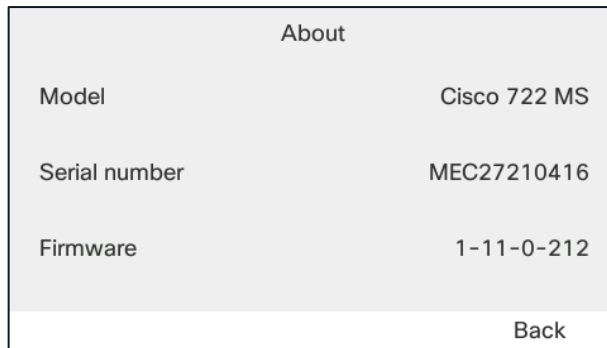 About
Model Cisco 722 MS
Serial number MEC27210416
Firmware 1-11-0-212
Back